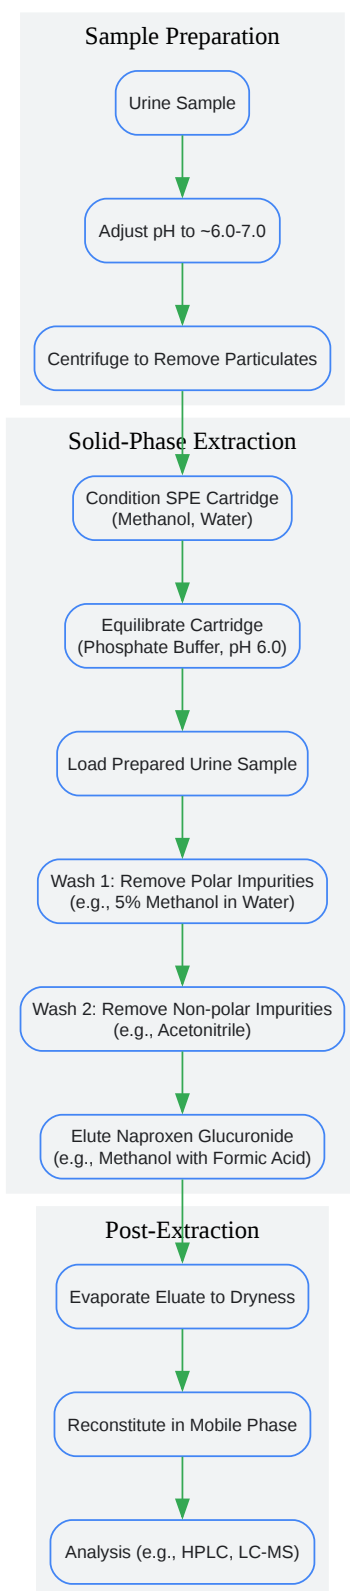 Sample Preparation
Urine Sample
Adjust pH to ~6.0-7.0
Centrifuge to Remove Particulates
Solid-Phase Extraction
Condition SPE Cartridge
(Methanol, Water)
Equilibrate Cartridge
(Phosphate Buffer, pH 6.0)
Load Prepared Urine Sample
Wash 1: Remove Polar Impurities
(e.g., 5% Methanol in Water)
Wash 2: Remove Non-polar Impurities
(e.g., Acetonitrile)
Elute Naproxen Glucuronide
(e.g., Methanol with Formic Acid)
Post-Extraction
Evaporate Eluate to Dryness
Reconstitute in Mobile Phase
Analysis (e.g., HPLC, LC-MS)